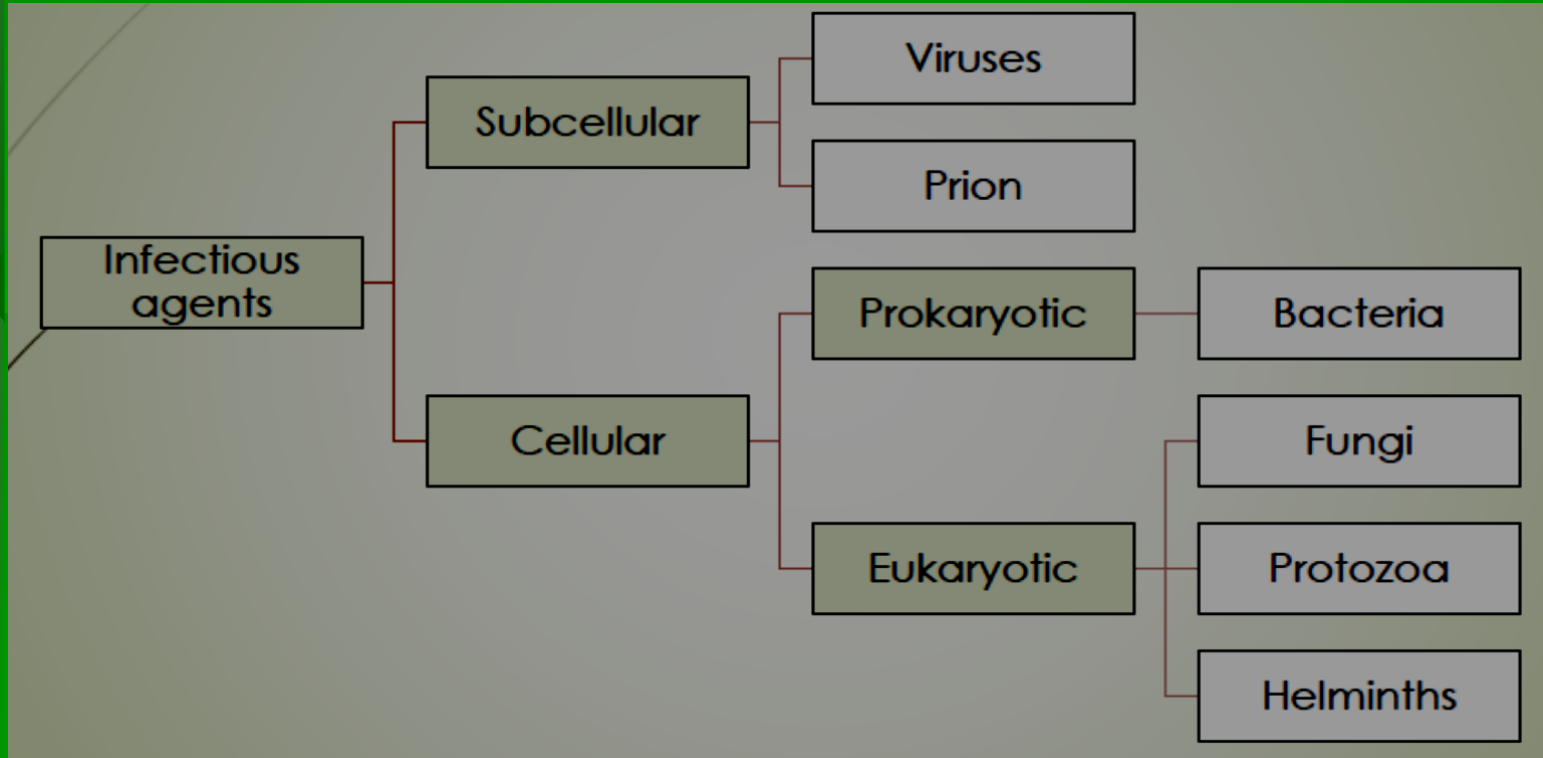 Viruses
Subcellular
Prion
Infectious
agents
Prokaryotic
Bacteria
Cellular
Fungi
Eukaryotic
Protozoa
Helminths